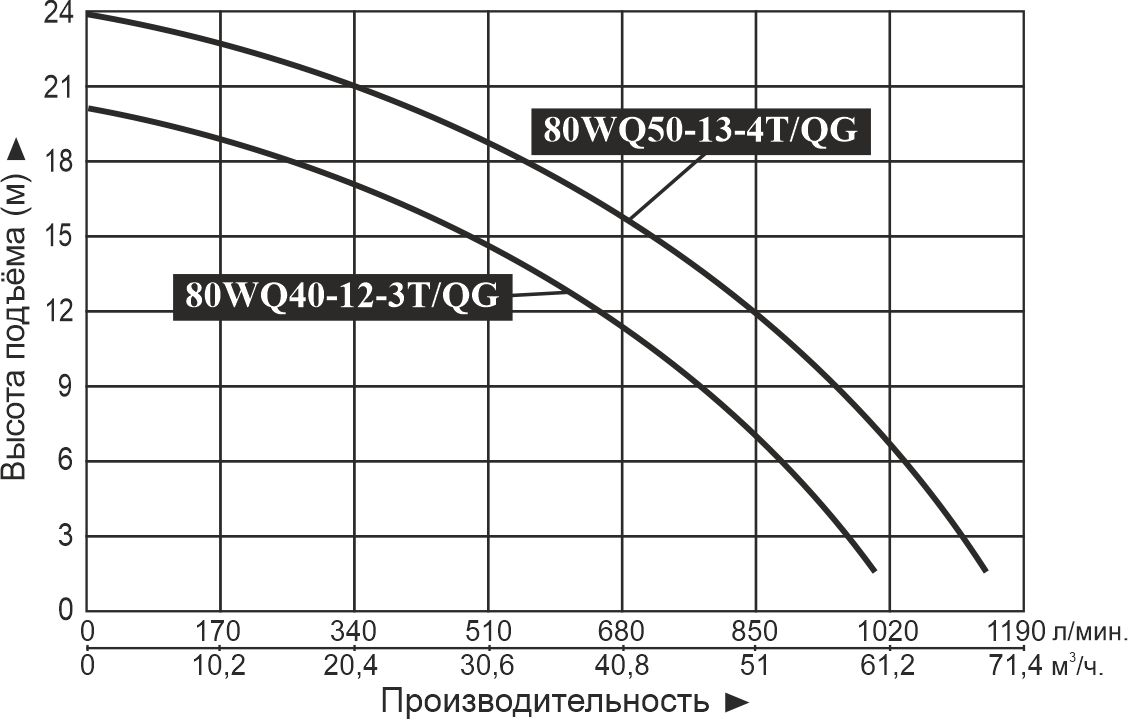 24
21
18
15
12
9
6
3
0
Высота подъёма (м) ►
80WQ50-13-4T/QG
80WQ40-12-3T/QG
0 170 340 510 680 850 1020 1190 л/мин.
0 10,2 20,4 30,6 40,8 51 61,2 71,4 м³/ч.
Производительность ►